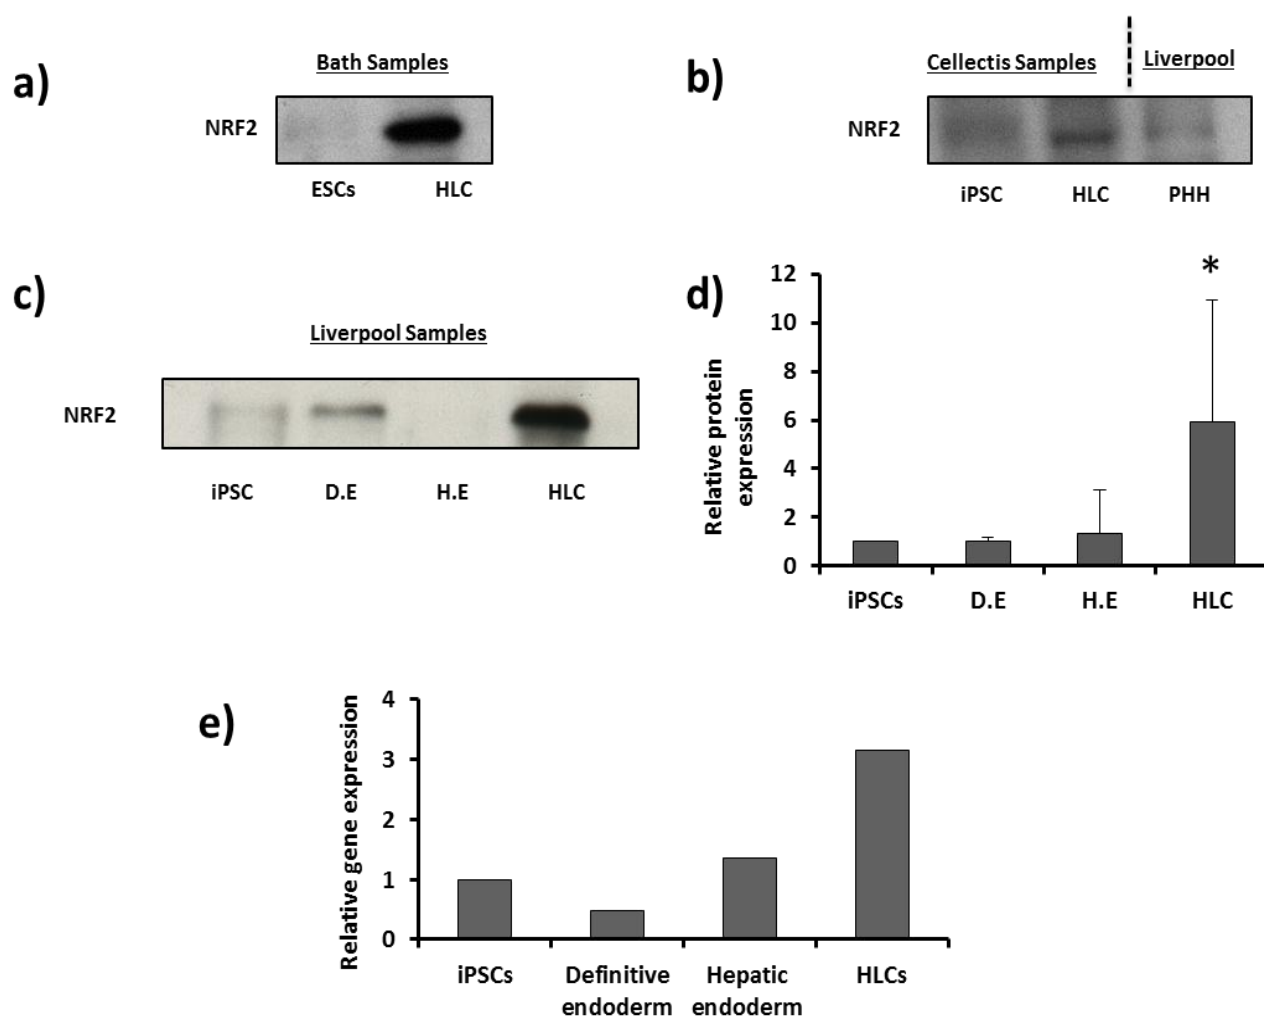 a)
Bath Samples
NRF2
ESCs HLC
b)
Cellectis Samples Liverpool
NRF2
iPSC HLC PHH
c)
Liverpool Samples
NRF2
iPSC D.E H.E HLC
d)
*
Relative protein
expression
12
10
8
6
4
2
0
iPSCs D.E H.E HLC
e)
Relative gene expression
4
3
2
1
0
iPSCs Definitive Hepatic HLCs
endoderm endoderm